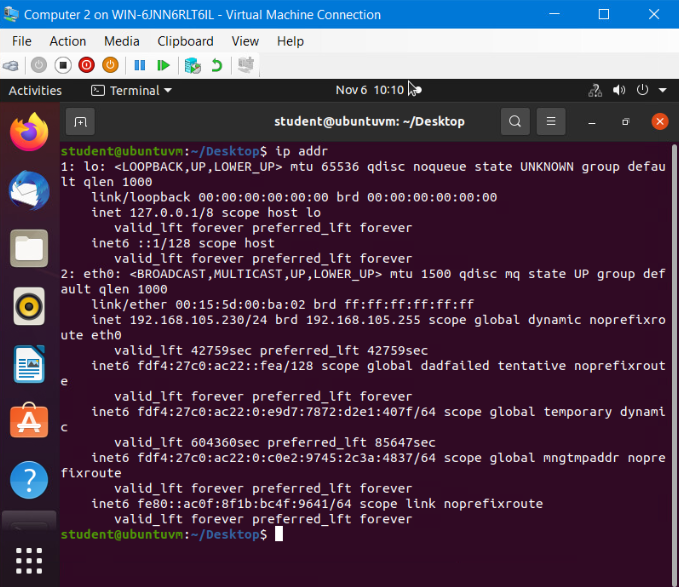 Computer 2 on WIN-6JNN6RLT6IL - Virtual Machine Connection
File Action Media Clipboard View Help
Activities Terminal Nov 6 10:10
student@ubuntuvm: ~/Desktop
student@ubuntuvm:~/Desktop$ ip addr
1: lo: <LOOPBACK,UP,LOWER_UP> mtu 65536 qdisc noqueue state UNKNOWN group defau
lt qlen 1000
link/loopback 00:00:00:00:00:00 brd 00:00:00:00:00:00
inet 127.0.0.1/8 scope host lo
valid_lft forever preferred_lft forever
inet6 ::1/128 scope host
valid_lft forever preferred_lft forever
2: eth0: <BROADCAST,MULTICAST,UP,LOWER_UP> mtu 1500 qdisc mq state UP group def
ault qlen 1000
link/ether 00:15:5d:00:ba:02 brd ff:ff:ff:ff:ff:ff
inet 192.168.105.230/24 brd 192.168.105.255 scope global dynamic noprefixro
ute eth0
valid_lft 42759sec preferred_lft 42759sec
inet6 fdf4:27c0:ac22::fea/128 scope global dadfailed tentative noprefixrout
e
valid_lft forever preferred_lft forever
inet6 fdf4:27c0:ac22:0:e9d7:7872:d2e1:407f/64 scope global temporary dynami
c
valid_lft 604360sec preferred_lft 85647sec
inet6 fdf4:27c0:ac22:0:c0e2:9745:2c3a:4837/64 scope global mngtmpaddr nopre
fixroute
valid_lft forever preferred_lft forever
inet6 fe80::ac0f:8f1b:bc4f:9641/64 scope link noprefixroute
valid_lft forever preferred_lft forever
student@ubuntuvm:~/Desktop$